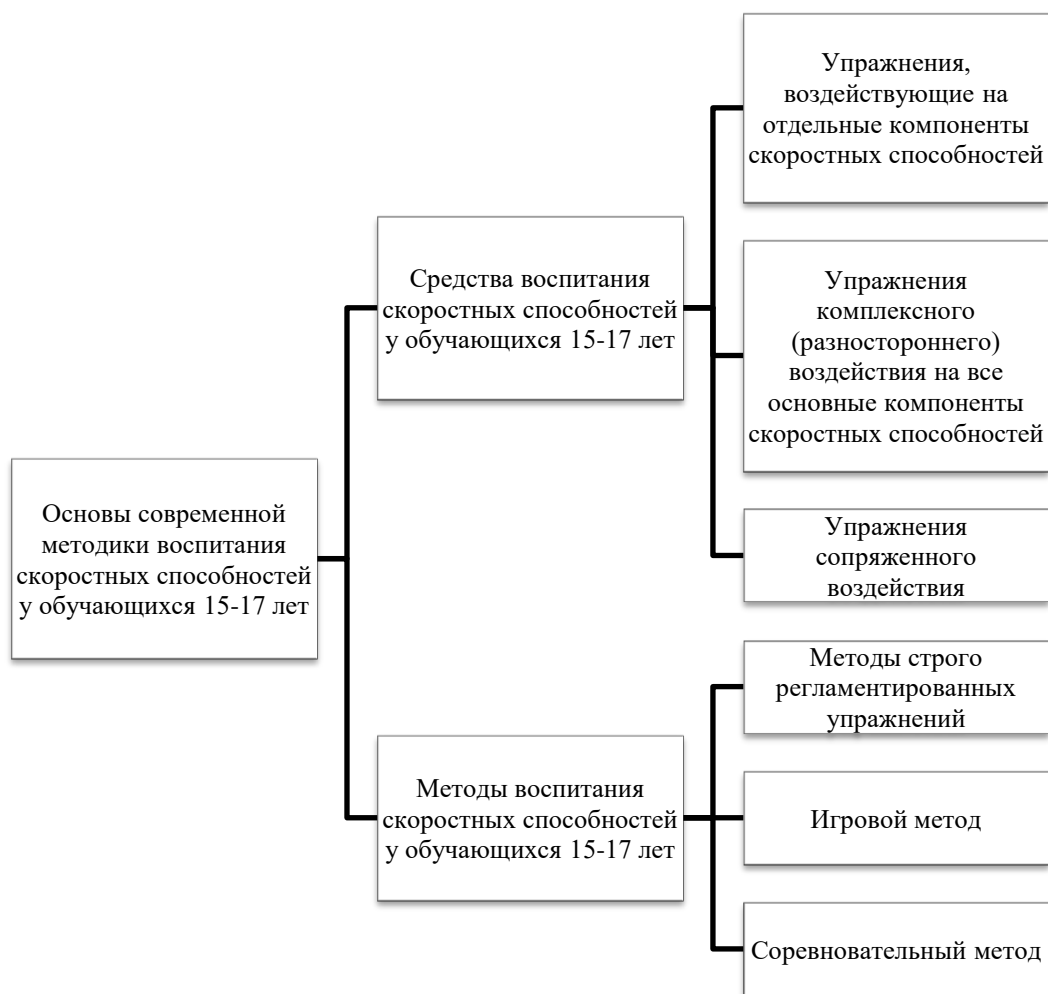 Основы современной
методики воспитания
скоростных способностей
у обучающихся 15-17 лет
Средства воспитания
скоростных способностей
у обучающихся 15-17 лет
Упражнения,
воздействующие на
отдельные компоненты
скоростных способностей
Упражнения
комплексного
(разностороннего)
воздействия на все
основные компоненты
скоростных способностей
Упражнения
сопряженного
воздействия
Методы воспитания
скоростных способностей
у обучающихся 15-17 лет
Методы строго
регламентированных
упражнений
Игровой метод
Соревновательный метод